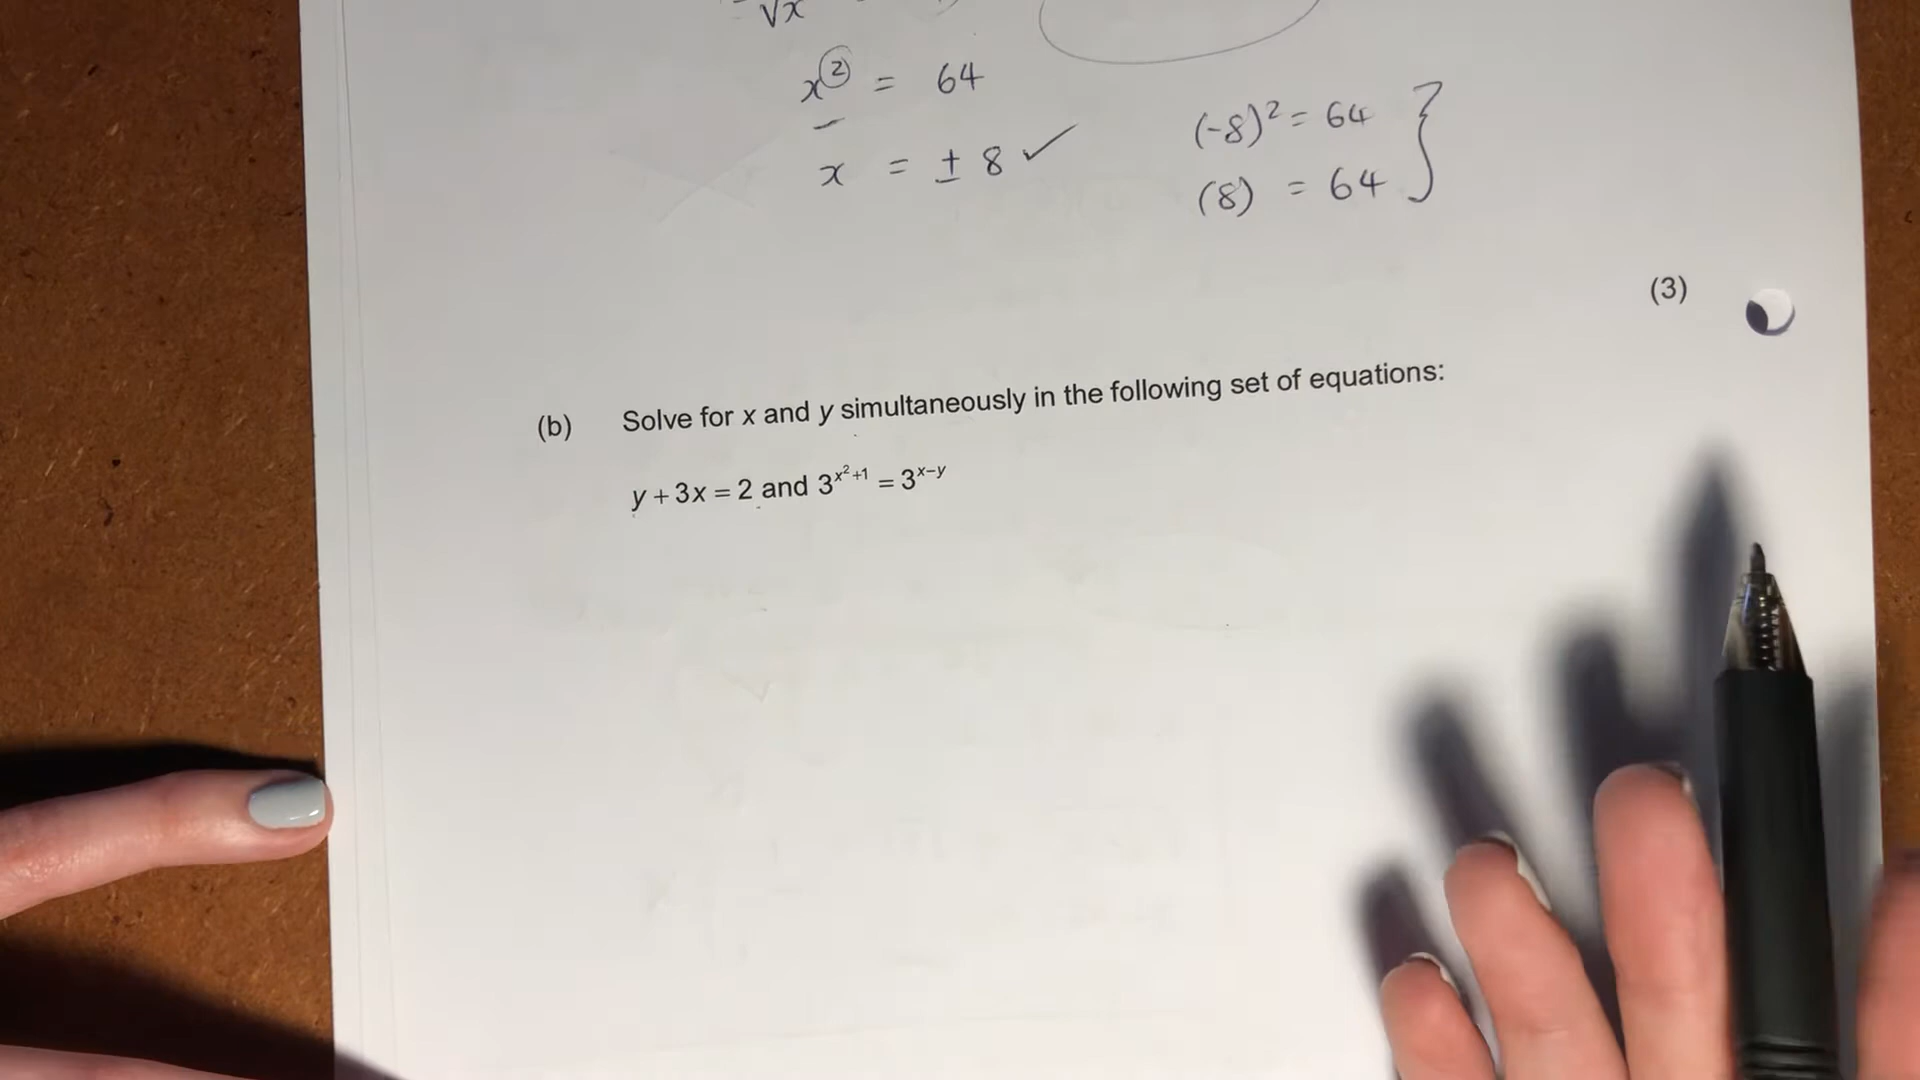 √x
x² = 64
x = ± 8 ✓
(-8)² = 64
(8) = 64
(3)
(b) Solve for x and y simultaneously in the following set of equations:
y + 3x = 2 and 3^(x²+1) = 3^(x−y)